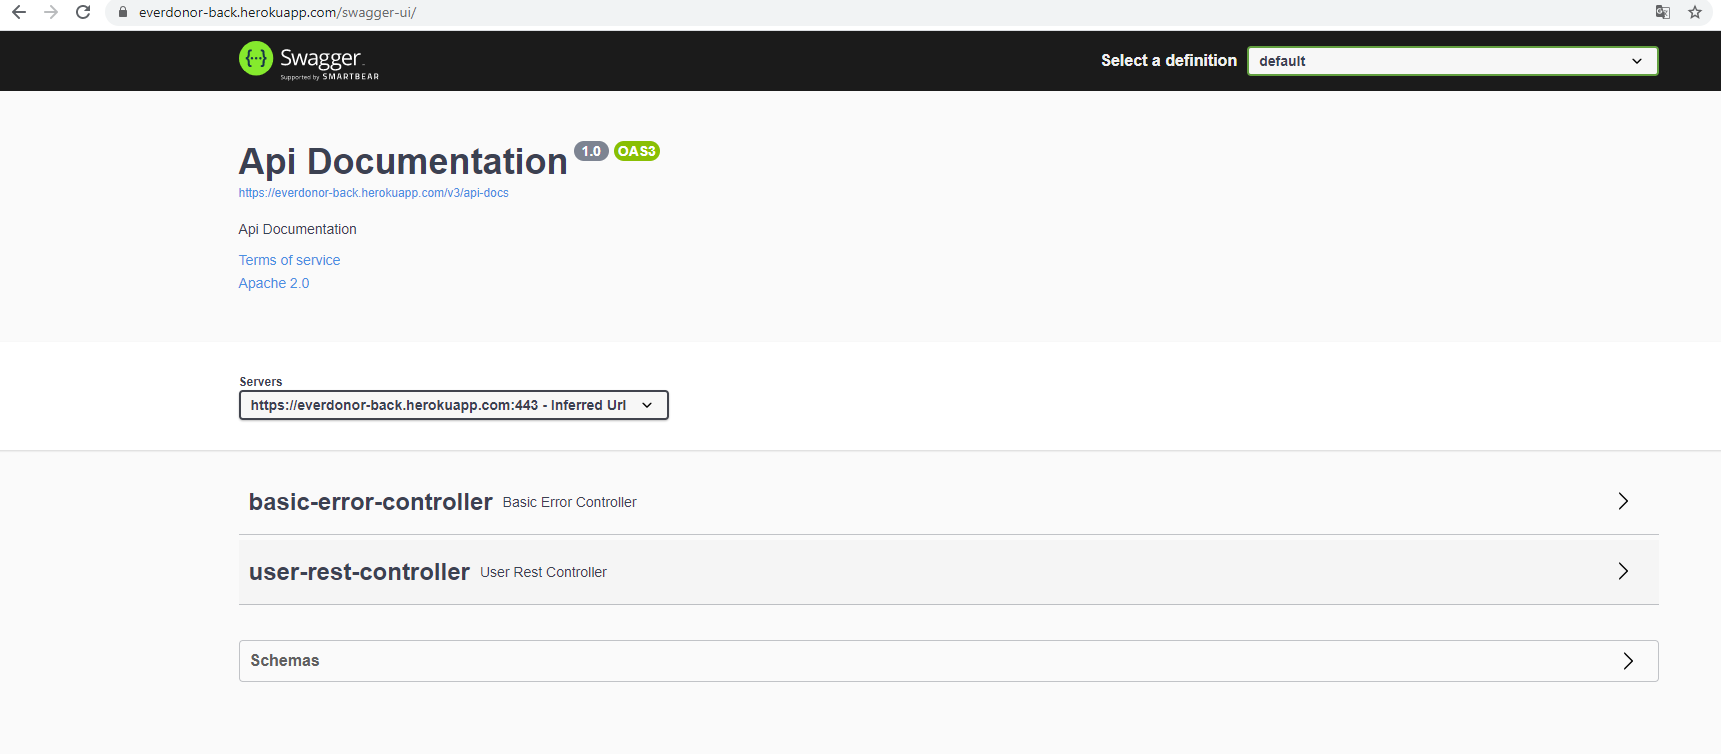 everdonor-back.herokuapp.com/swagger-ui/
Swagger.
Supported by SMARTBEAR
Select a definition
default
Api Documentation 1.0 OAS3
https://everdonor-back.herokuapp.com/v3/api-docs
Api Documentation
Terms of service
Apache 2.0
Servers
https://everdonor-back.herokuapp.com:443 - Inferred Url
basic-error-controller Basic Error Controller
user-rest-controller User Rest Controller
Schemas